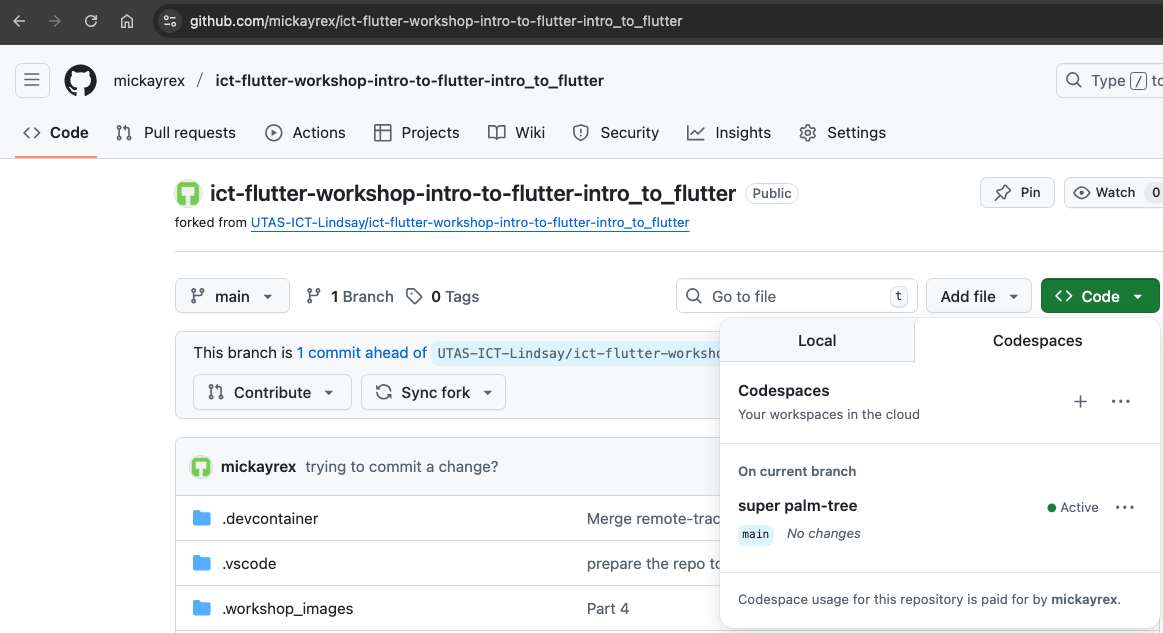 github.com/mickayrex/ict-flutter-workshop-intro-to-flutter-intro_to_flutter
mickayrex / ict-flutter-workshop-intro-to-flutter-intro_to_flutter
Type / to
Code Pull requests Actions Projects Wiki Security Insights Settings
ict-flutter-workshop-intro-to-flutter-intro_to_flutter Public
Pin Watch 0
forked from UTAS-ICT-Lindsay/ict-flutter-workshop-intro-to-flutter-intro_to_flutter
main 1 Branch 0 Tags Go to file t Add file <> Code
Local Codespaces
This branch is 1 commit ahead of UTAS-ICT-Lindsay/ict-flutter-worksho
Contribute Sync fork
Codespaces
Your workspaces in the cloud
mickayrex trying to commit a change?
On current branch
super palm-tree Active
main No changes
.devcontainer Merge remote-trac
.vscode prepare the repo to
.workshop_images Part 4
Codespace usage for this repository is paid for by mickayrex.